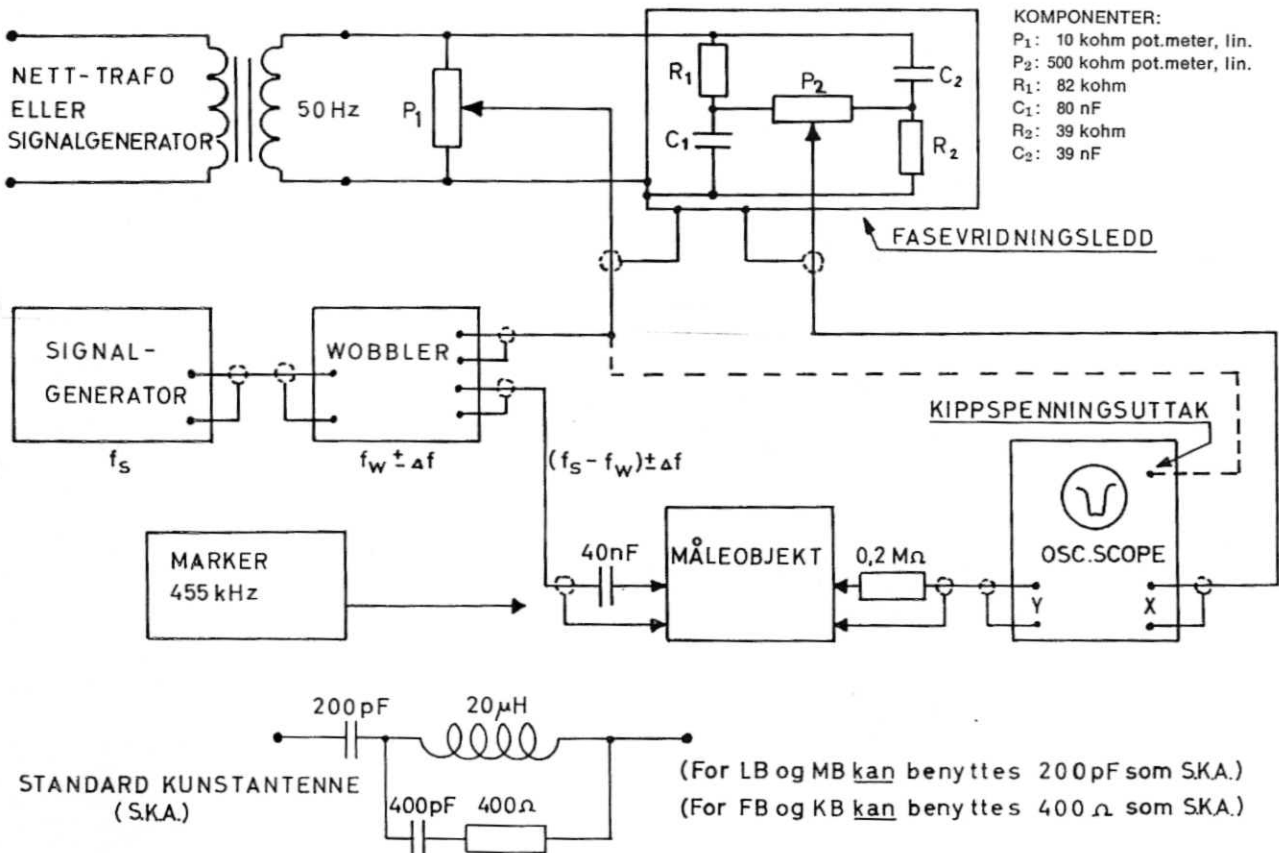 KOMPONENTER:
P₁: 10 kohm pot.meter, lin.
P₂: 500 kohm pot.meter, lin.
R₁: 82 kohm
C₁: 80 nF
R₂: 39 kohm
C₂: 39 nF
NETT-TRAFO
ELLER
SIGNALGENERATOR
50 Hz
P₁
R₁
P₂
C₂
C₁
R₂
FASEVRIDNINGSLEDD
SIGNAL-
GENERATOR
fS
WOBBLER
fW ± Δf
(fS - fW) ± Δf
KIPPSPENNINGSUTTAK
OSC.SCOPE
Y
X
MARKER
455 kHz
40nF
MÅLEOBJEKT
0,2 MΩ
200 pF
20μH
400pF
400Ω
STANDARD KUNSTANTENNE
(S.K.A.)
(For LB og MB kan benyttes 200pF som S.K.A.)
(For FB og KB kan benyttes 400 Ω som S.K.A.)